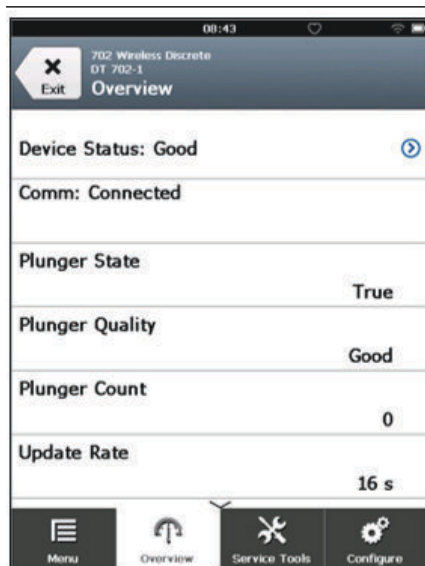 08:43
702 Wireless Discrete
DT 702-1
Exit
Overview
Device Status: Good
Comm: Connected
Plunger State
True
Plunger Quality
Good
Plunger Count
0
Update Rate
16 s
Menu
Overview
Service Tools
Configure